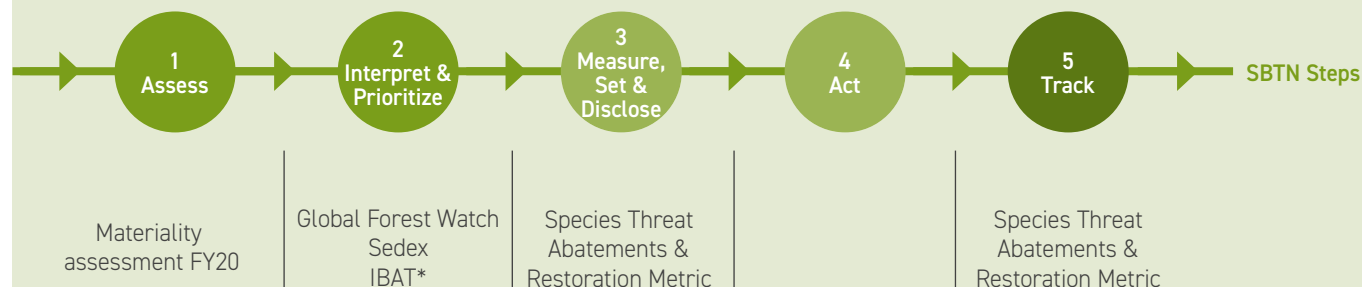 1
Assess
2
Interpret &
Prioritize
3
Measure,
Set &
Disclose
4
Act
5
Track
SBTN Steps
Materiality
assessment FY20
Global Forest Watch
Sedex
IBAT*
Species Threat
Abatements &
Restoration Metric
Species Threat
Abatements &
Restoration Metric